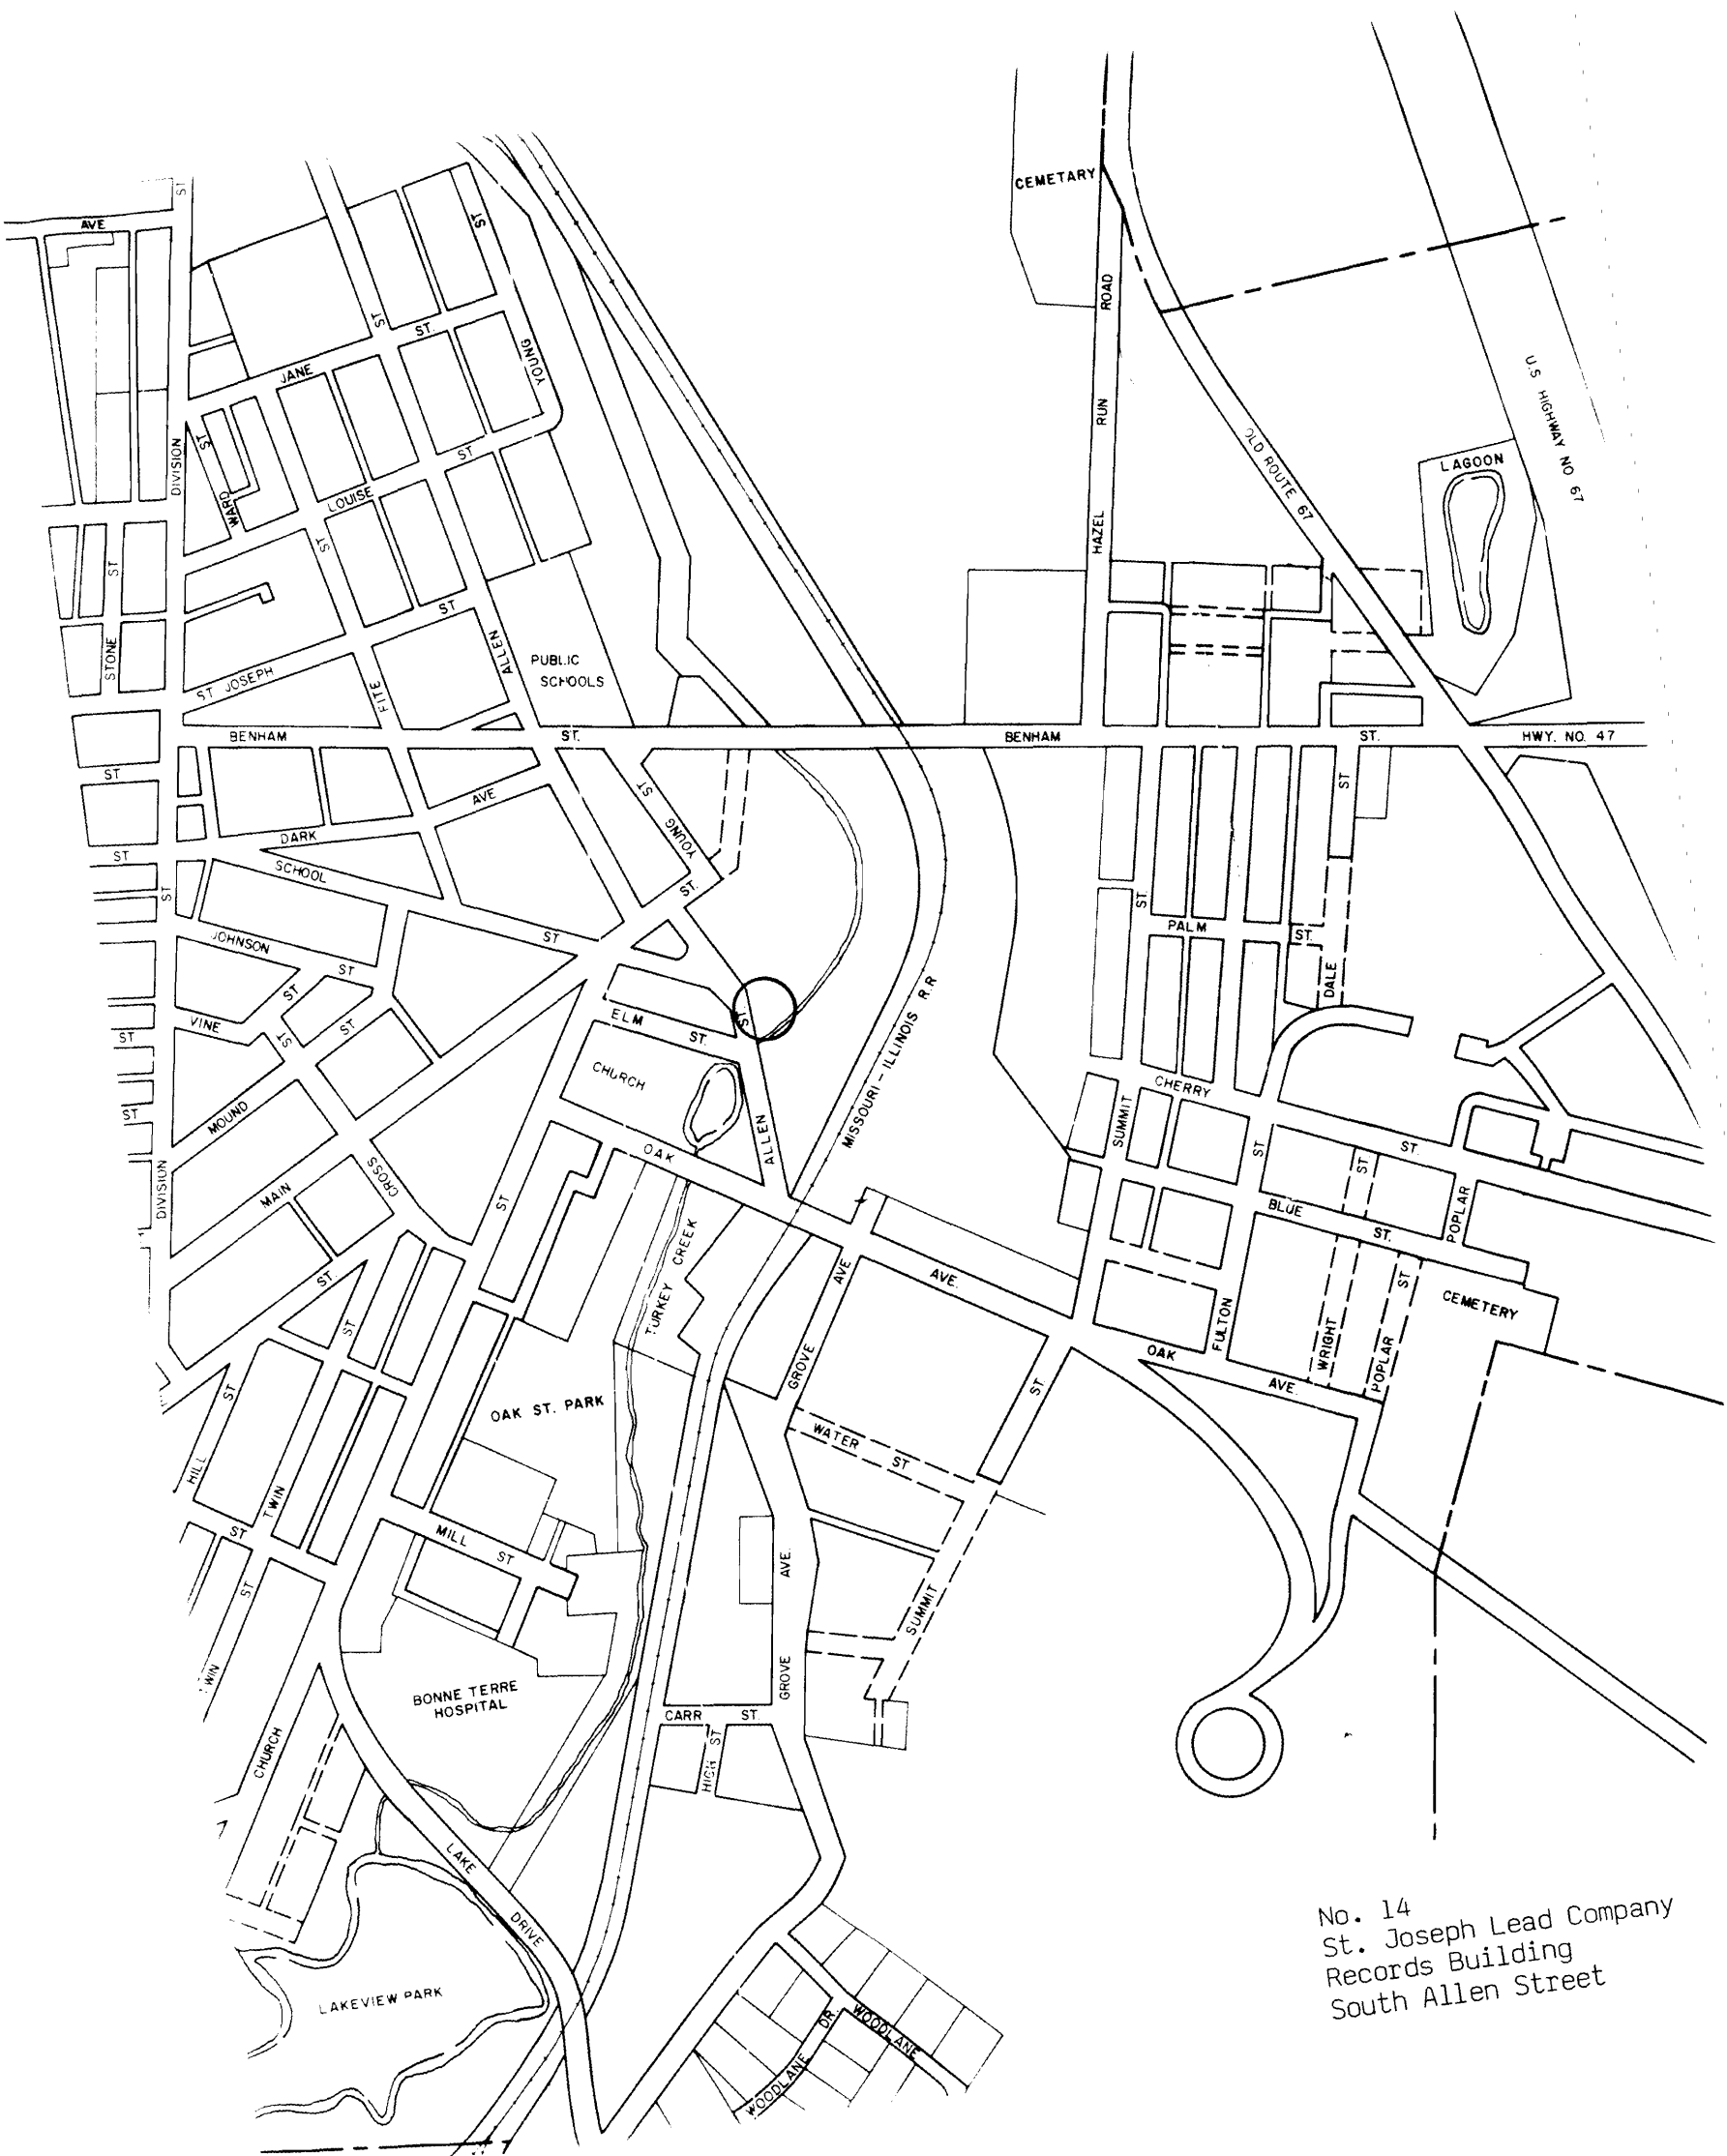 CEMETARY
ST
AVE
ST
ROAD
ST
ST.
YOUNG
JANE
U.S HIGHWAY NO 67
RUN
OLD ROUTE 67
DIVISION
ST
ST
LAGOON
WARD
LOUISE
HAZEL
ST
ST
ST
STONE
ALLEN
PUBLIC
SCHOOLS
ST JOSEPH
FITE
BENHAM
ST.
BENHAM
ST.
HWY. NO. 47
ST
ST
ST
AVE
DARK
YOUNG
ST
SCHOOL
ST
ST.
ST.
PALM
ST.
JOHNSON
ST
ST
ST
DALE
VINE
ST
ST
ST
ELM
ST.
ST.
MISSOURI - ILLINOIS R.R
CHURCH
CHERRY
ST
MOUND
SUMMIT
ALLEN
OAK
ST
ST.
ST
DIVISION
MAIN
CROSS
ST
BLUE
ST.
POPLAR
TURKEY CREEK
ST
AVE
AVE.
ST
CEMETERY
ST
GROVE
FULTON
WRIGHT
POPLAR
OAK
AVE.
ST
ST
OAK ST. PARK
WATER
ST
HILL
TWIN
ST
MILL
ST
AVE.
ST
SUMMIT
TWIN
GROVE
BONNE TERRE
HOSPITAL
CARR
ST.
HIGH ST
CHURCH
LAKE
DRIVE
LAKEVIEW PARK
WOODLANE
DR.
WOODLANE
No. 14
St. Joseph Lead Company
Records Building
South Allen Street